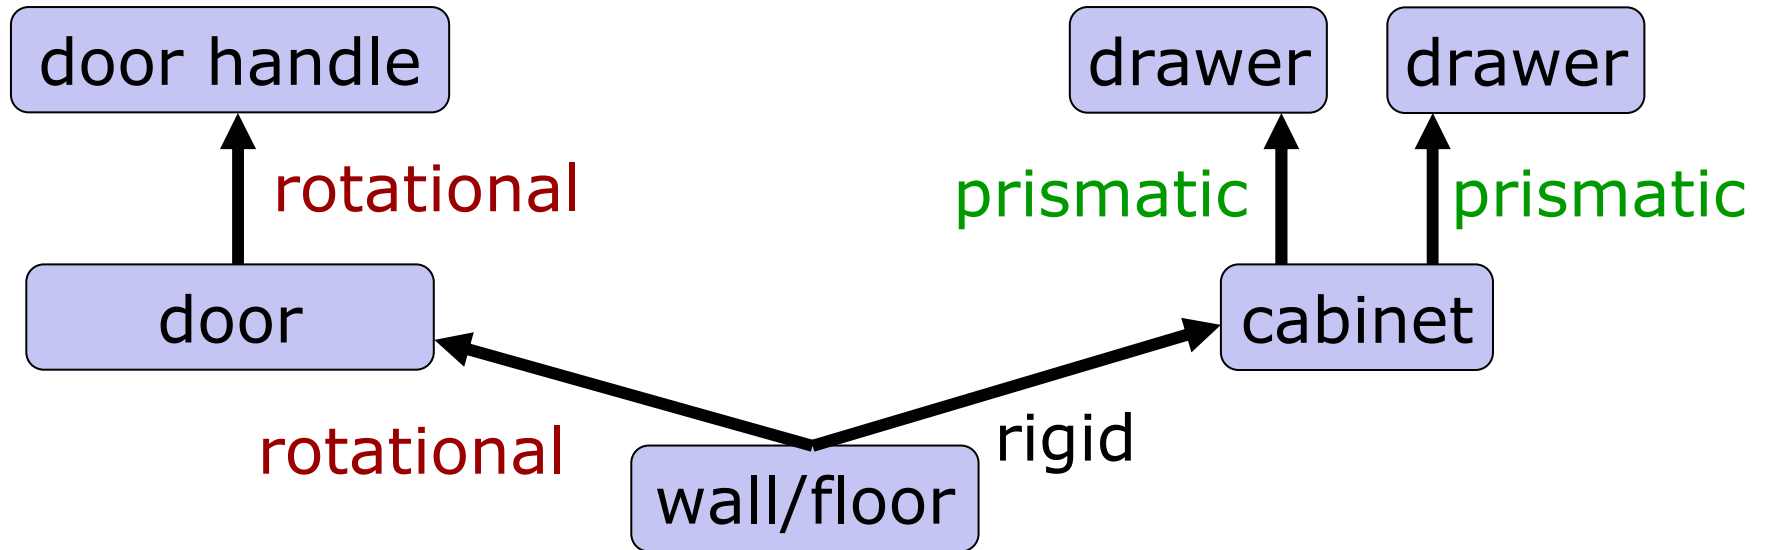 door handle
drawer
drawer
rotational
prismatic
prismatic
door
cabinet
rotational
rigid
wall/floor